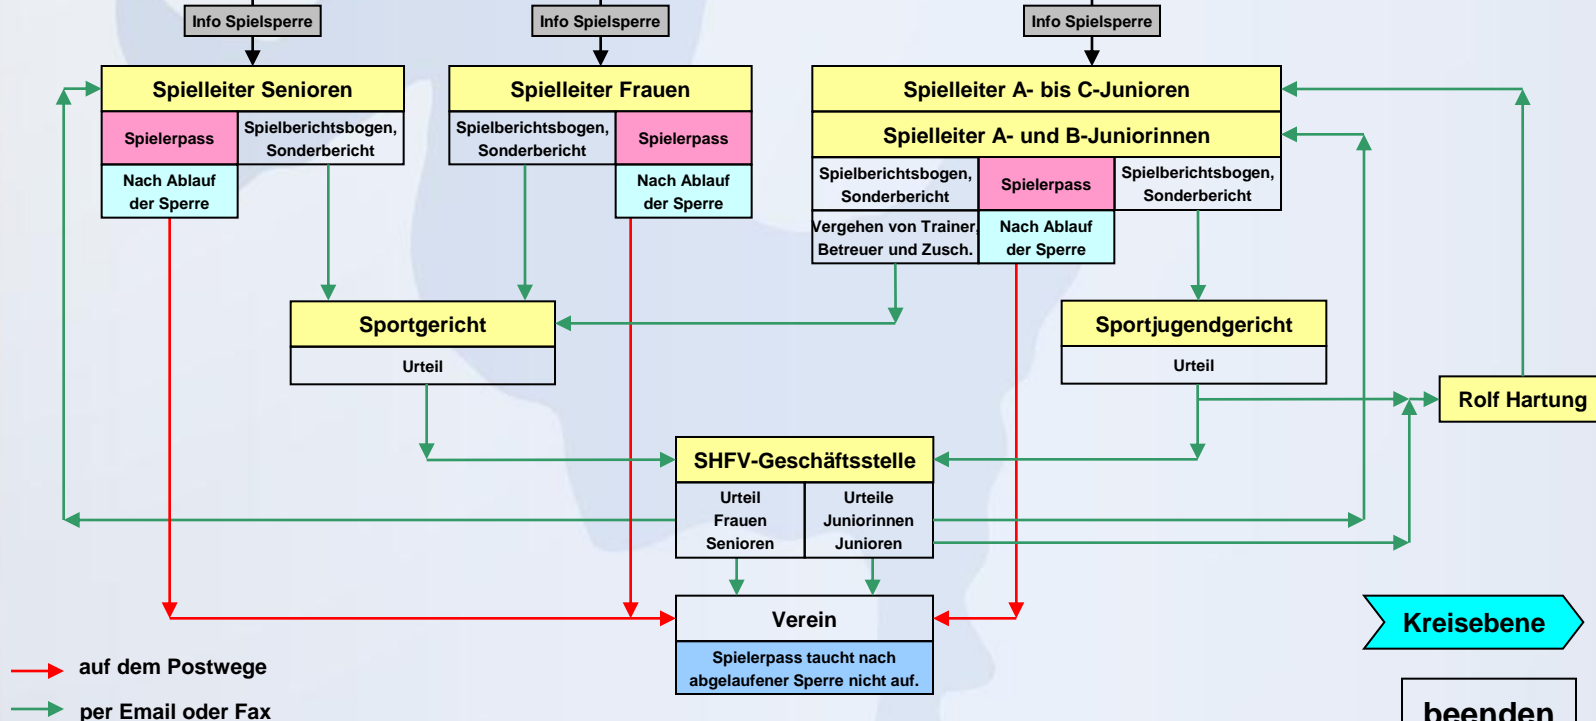 Info Spielsperre
Info Spielsperre
Info Spielsperre
Spielleiter Senioren
Spielerpass
Spielberichtsbogen,
Sonderbericht
Nach Ablauf
der Sperre
Spielleiter Frauen
Spielberichtsbogen,
Sonderbericht
Spielerpass
Nach Ablauf
der Sperre
Spielleiter A- bis C-Junioren
Spielleiter A- und B-Juniorinnen
Spielberichtsbogen,
Sonderbericht
Spielerpass
Spielberichtsbogen,
Sonderbericht
Vergehen von Trainer,
Betreuer und Zusch.
Nach Ablauf
der Sperre
Sportgericht
Urteil
Sportjugendgericht
Urteil
Rolf Hartung
SHFV-Geschäftsstelle
Urteil
Frauen
Senioren
Urteile
Juniorinnen
Junioren
Verein
Spielerpass taucht nach
abgelaufener Sperre nicht auf.
Kreisebene
auf dem Postwege
per Email oder Fax
beenden